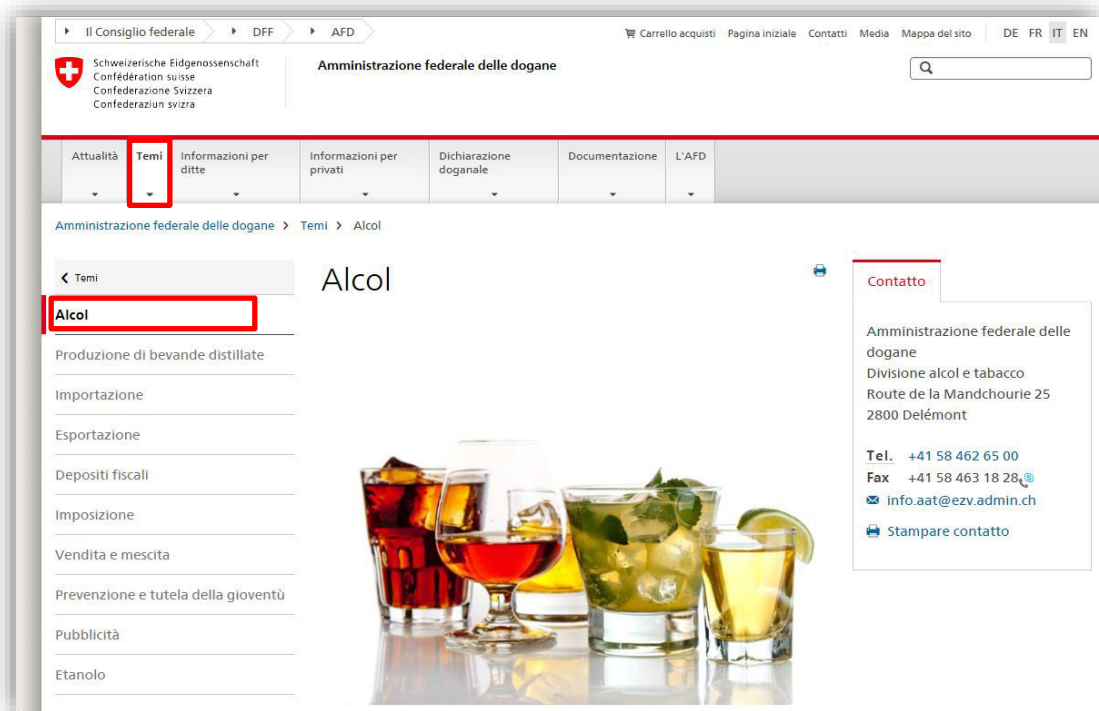 Il Consiglio federale DFF AFD
Carrello acquisti Pagina iniziale Contatti Media Mappa del sito DE FR IT EN
Schweizerische Eidgenossenschaft
Confédération suisse
Confederazione Svizzera
Confederaziun svizra
Amministrazione federale delle dogane
Attualità
Temi
Informazioni per
ditte
Informazioni per
privati
Dichiarazione
doganale
Documentazione
L'AFD
Amministrazione federale delle dogane > Temi > Alcol
Temi
Alcol
Produzione di bevande distillate
Importazione
Esportazione
Depositi fiscali
Imposizione
Vendita e mescita
Prevenzione e tutela della gioventù
Pubblicità
Etanolo
Alcol
Contatto
Amministrazione federale delle
dogane
Divisione alcol e tabacco
Route de la Mandchourie 25
2800 Delémont
Tel. +41 58 462 65 00
Fax +41 58 463 18 28
info.aat@ezv.admin.ch
Stampare contatto